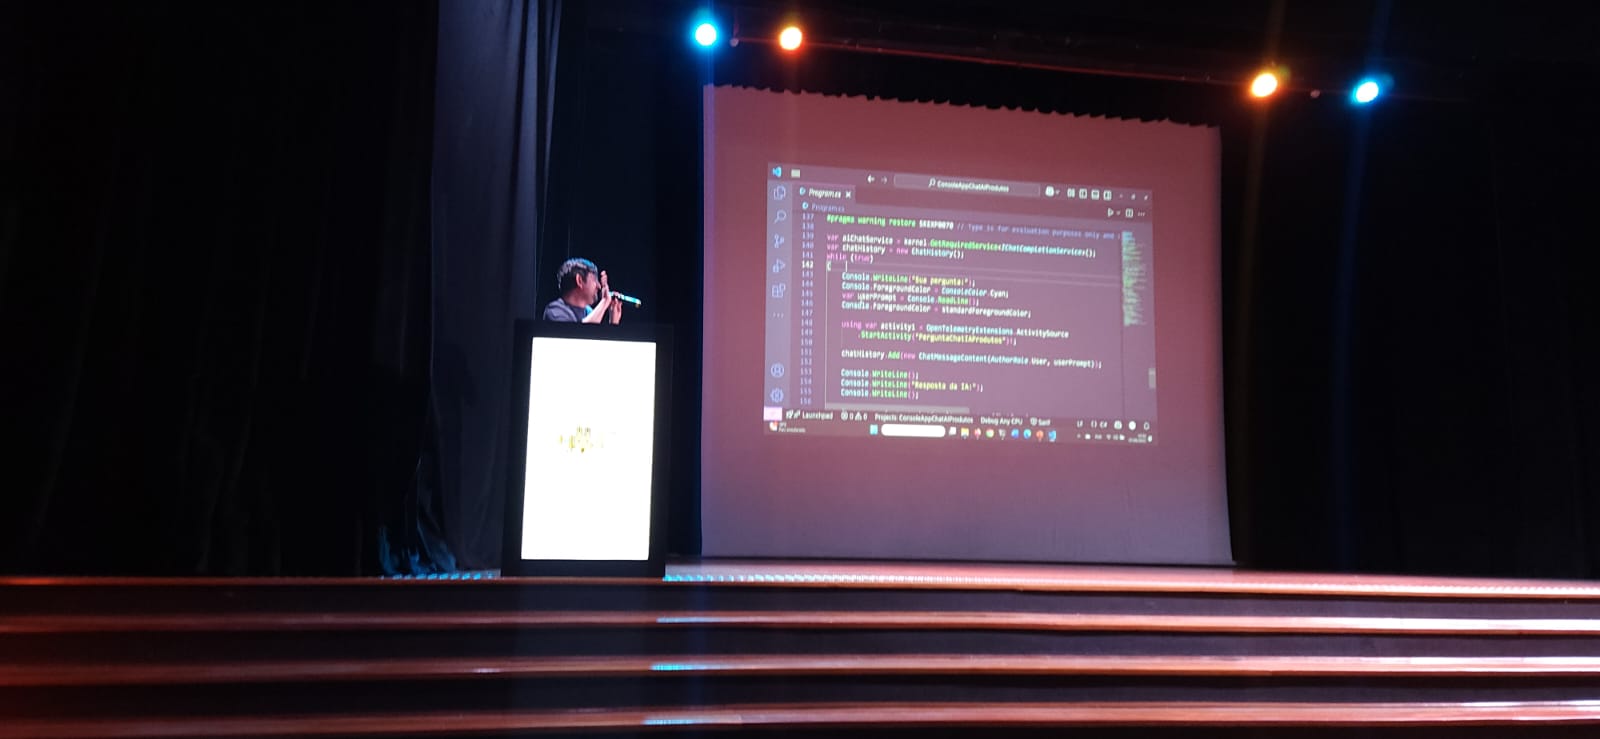 ConsoleAppChatAIProdutos
Program.cs
Program.cs
137 #pragma warning restore SKEXP0070 // Type is for evaluation purposes only and
138
139 var aiChatService = kernel.GetRequiredService<IChatCompletionService>();
140 var chatHistory = new ChatHistory();
141 while (true)
142 {
143 Console.WriteLine("Sua pergunta:");
144 Console.ForegroundColor = ConsoleColor.Cyan;
145 var userPrompt = Console.ReadLine();
146 Console.ForegroundColor = standardForegroundColor;
147
148 using var activity1 = OpenTelemetryExtensions.ActivitySource
149 .StartActivity("PerguntaChatIAProdutos")!;
150
151 chatHistory.Add(new ChatMessageContent(AuthorRole.User, userPrompt));
152
153 Console.WriteLine();
154 Console.WriteLine("Resposta da IA:");
155 Console.WriteLine();
156
Launchpad 0 0 Projects: ConsoleAppChatAIProdutos Debug Any CPU LF C#